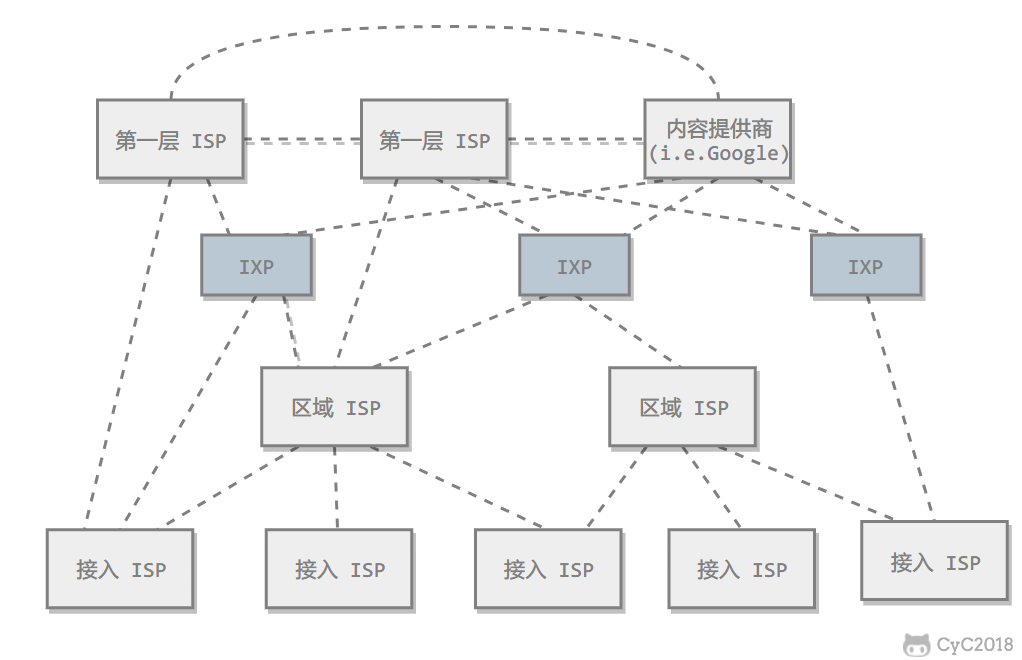 第一层 ISP
第一层 ISP
内容提供商
(i.e.Google)
IXP
IXP
IXP
区域 ISP
区域 ISP
接入 ISP
接入 ISP
接入 ISP
接入 ISP
接入 ISP
CyC2018